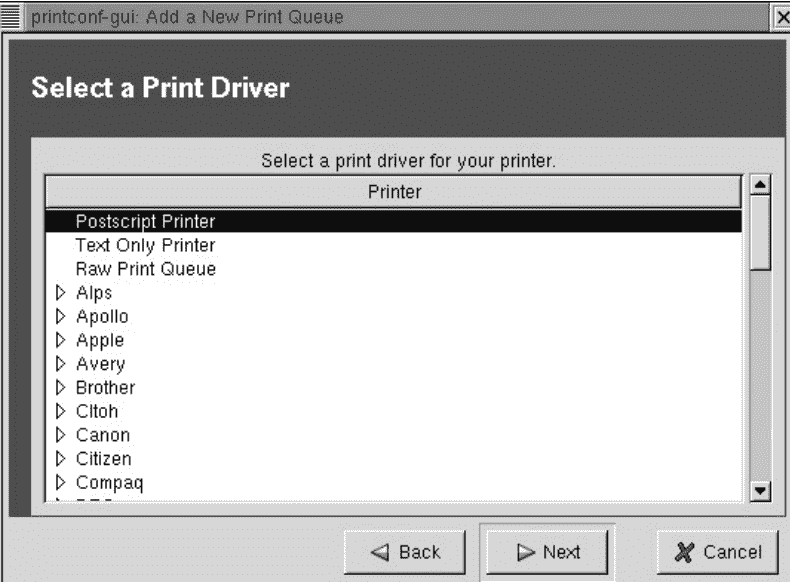 printconf-gui: Add a New Print Queue
Select a Print Driver
Select a print driver for your printer.
Printer
Postscript Printer
Text Only Printer
Raw Print Queue
Alps
Apollo
Apple
Avery
Brother
CItoh
Canon
Citizen
Compaq
Back Next Cancel